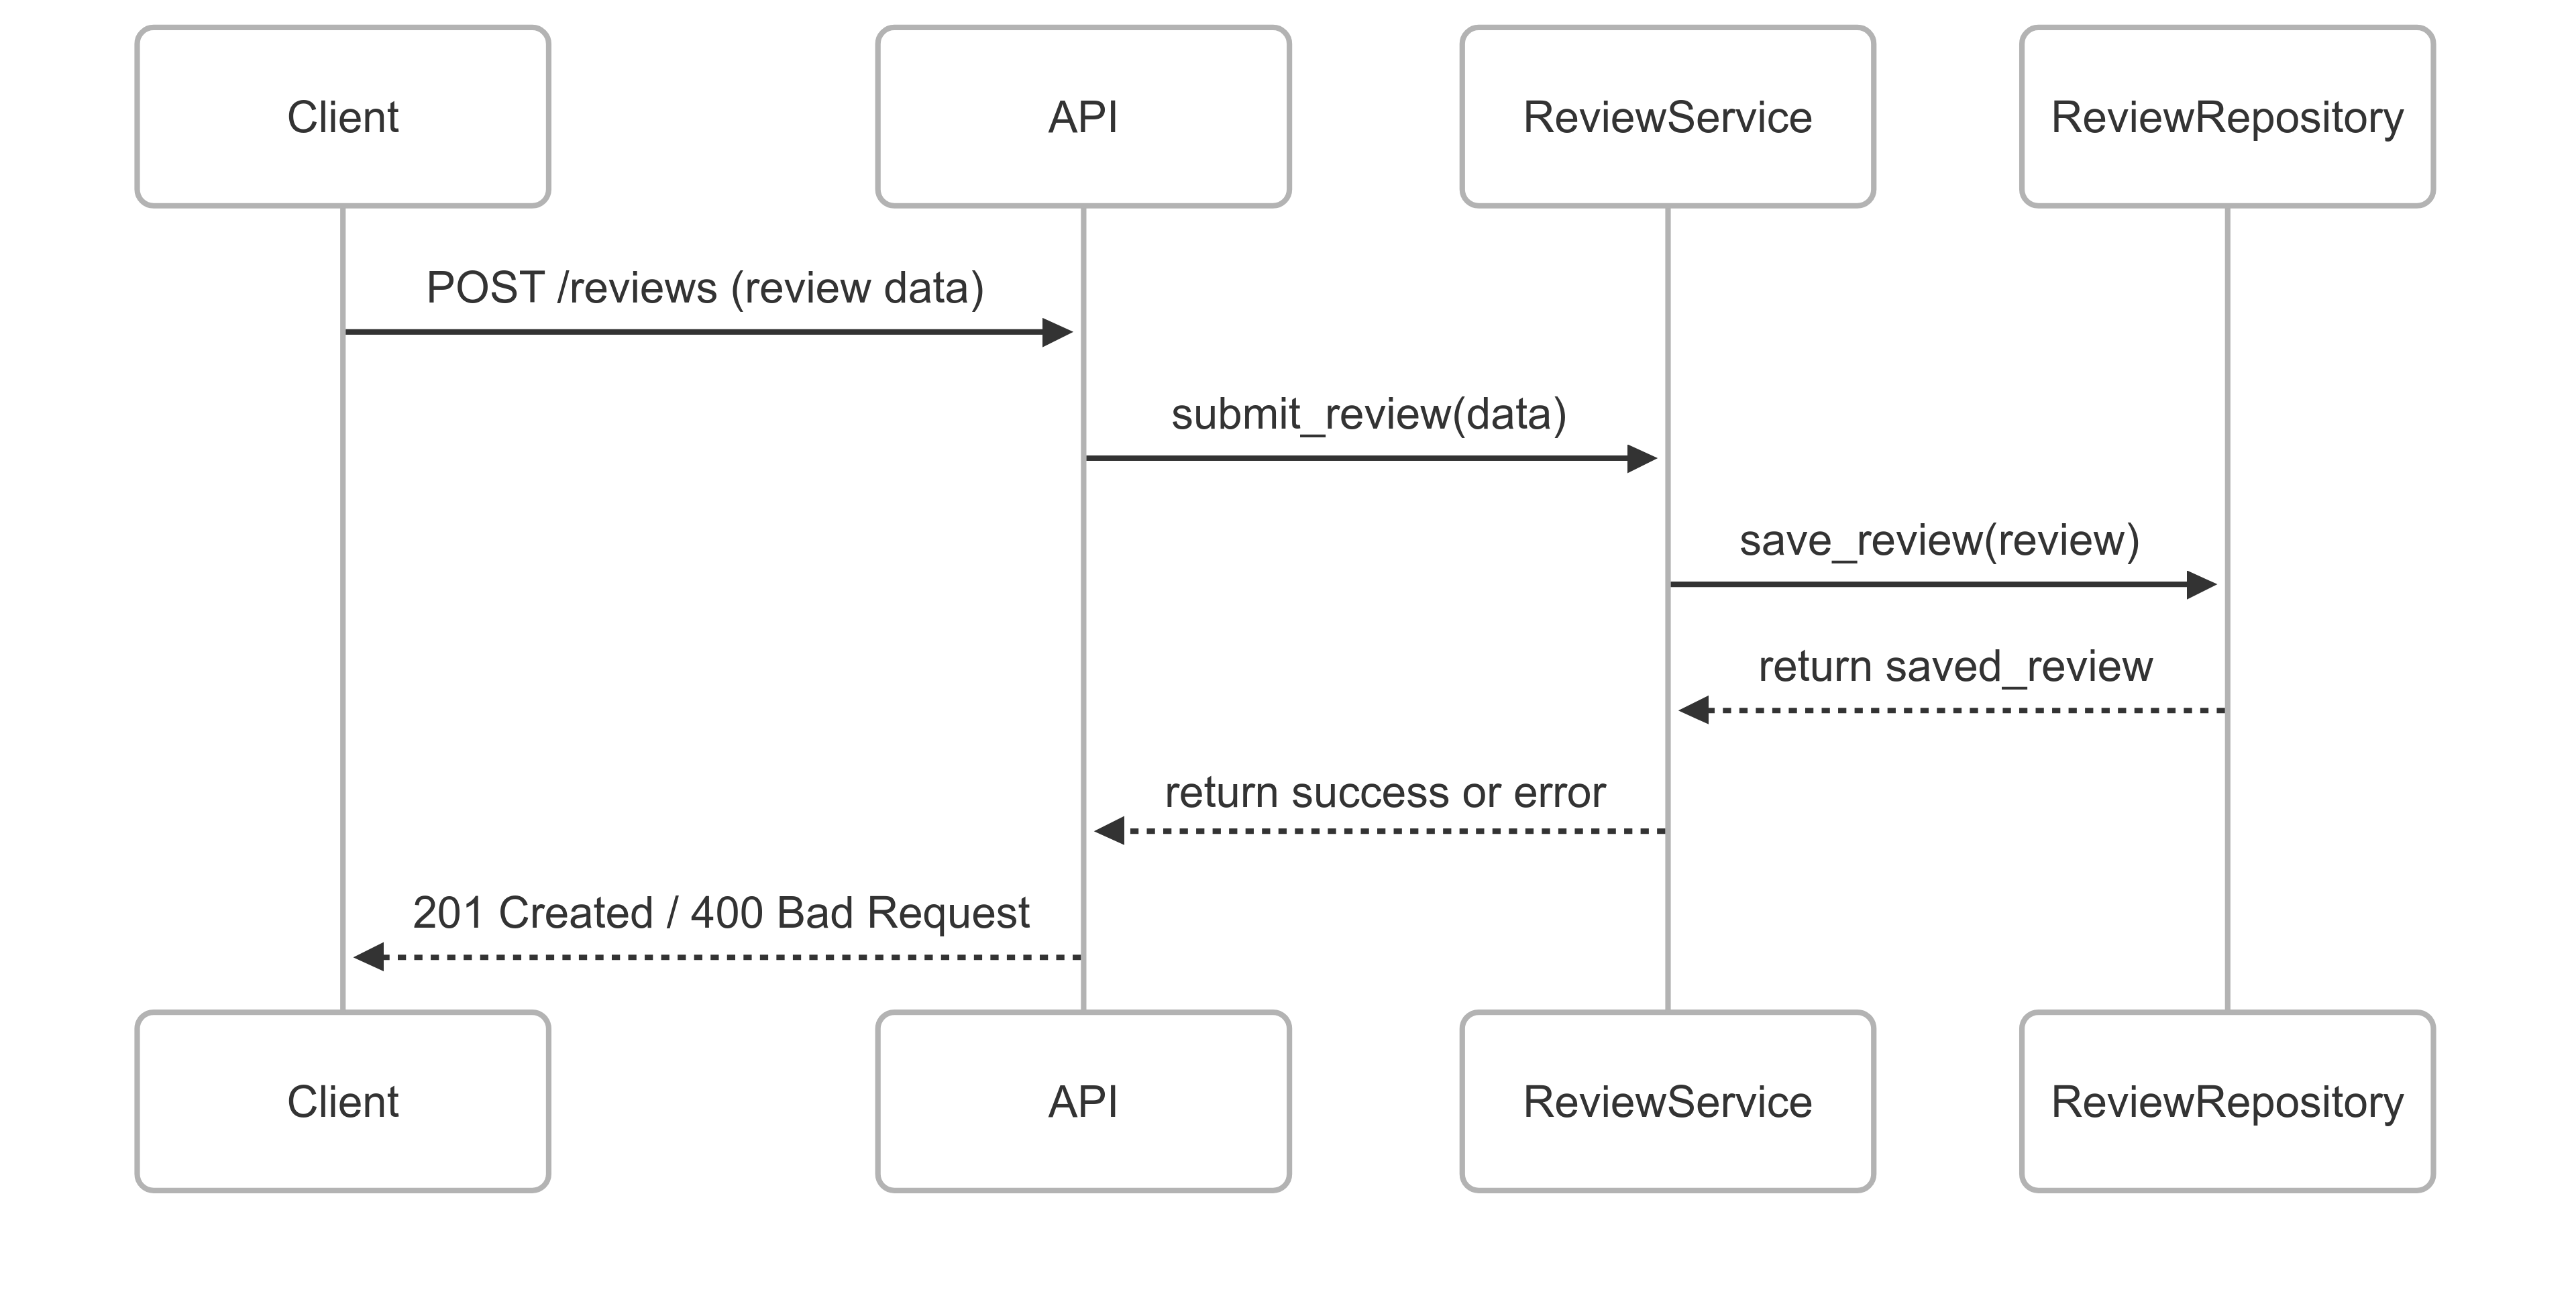 Client
API
ReviewService
ReviewRepository
POST /reviews (review data)
submit_review(data)
save_review(review)
return saved_review
return success or error
201 Created / 400 Bad Request
Client
API
ReviewService
ReviewRepository